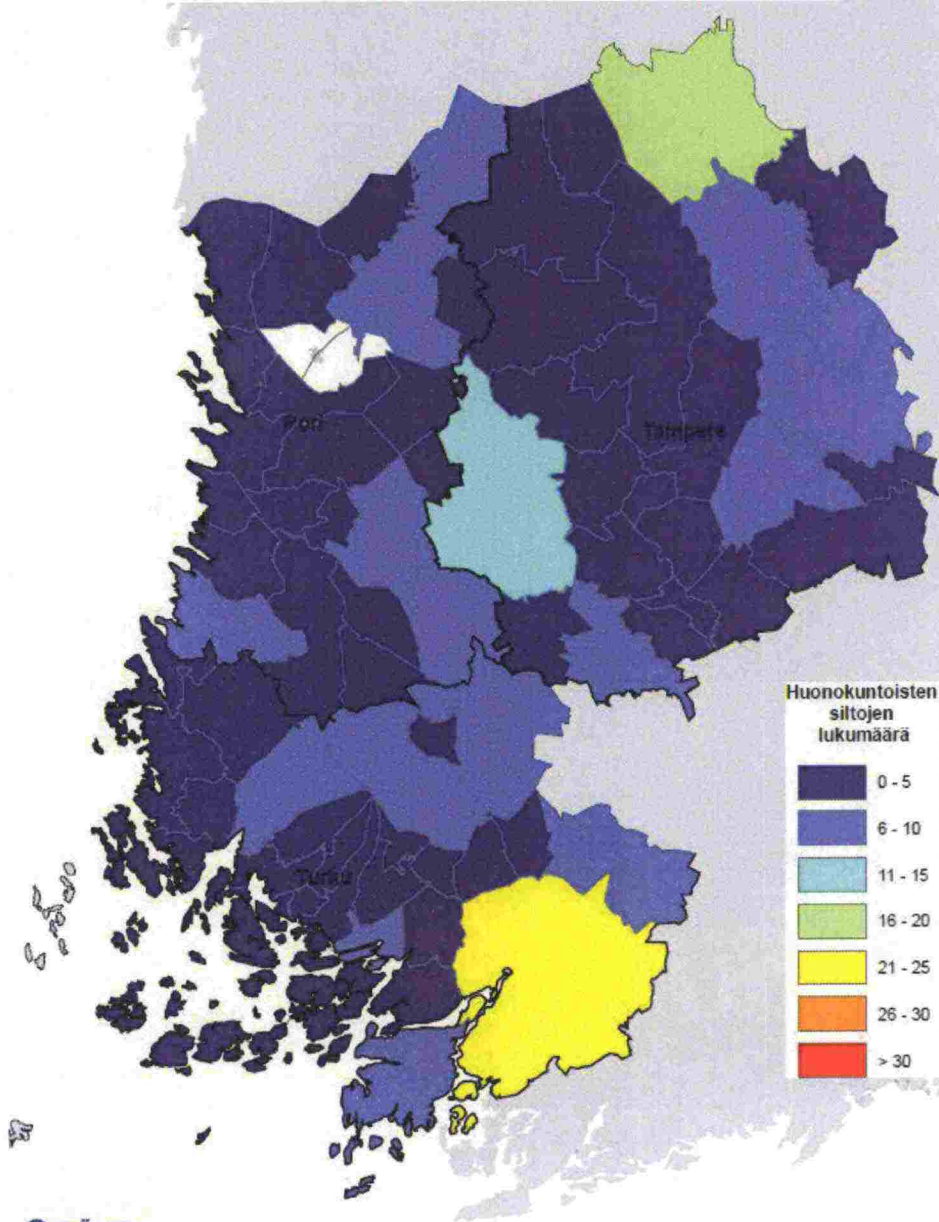 Pori
Tampere
Huonokuntoisten
siltojen
lukumäärä
0 - 5
6 - 10
11 - 15
16 - 20
21 - 25
26 - 30
> 30
Turku